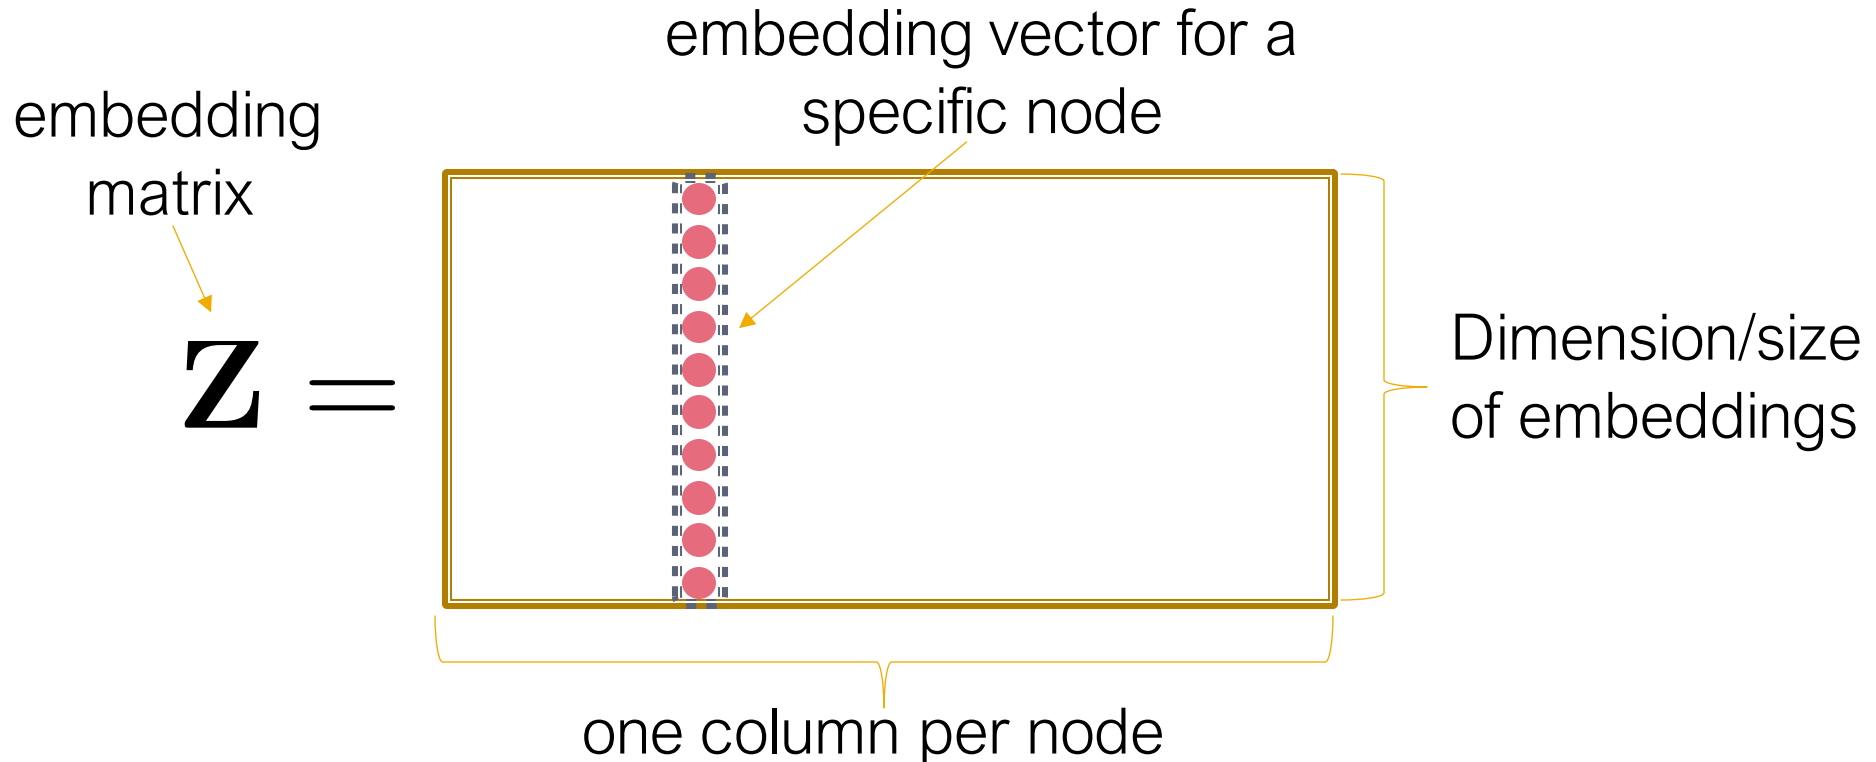 embedding vector for a
specific node
embedding
matrix
Z =
Dimension/size
of embeddings
one column per node